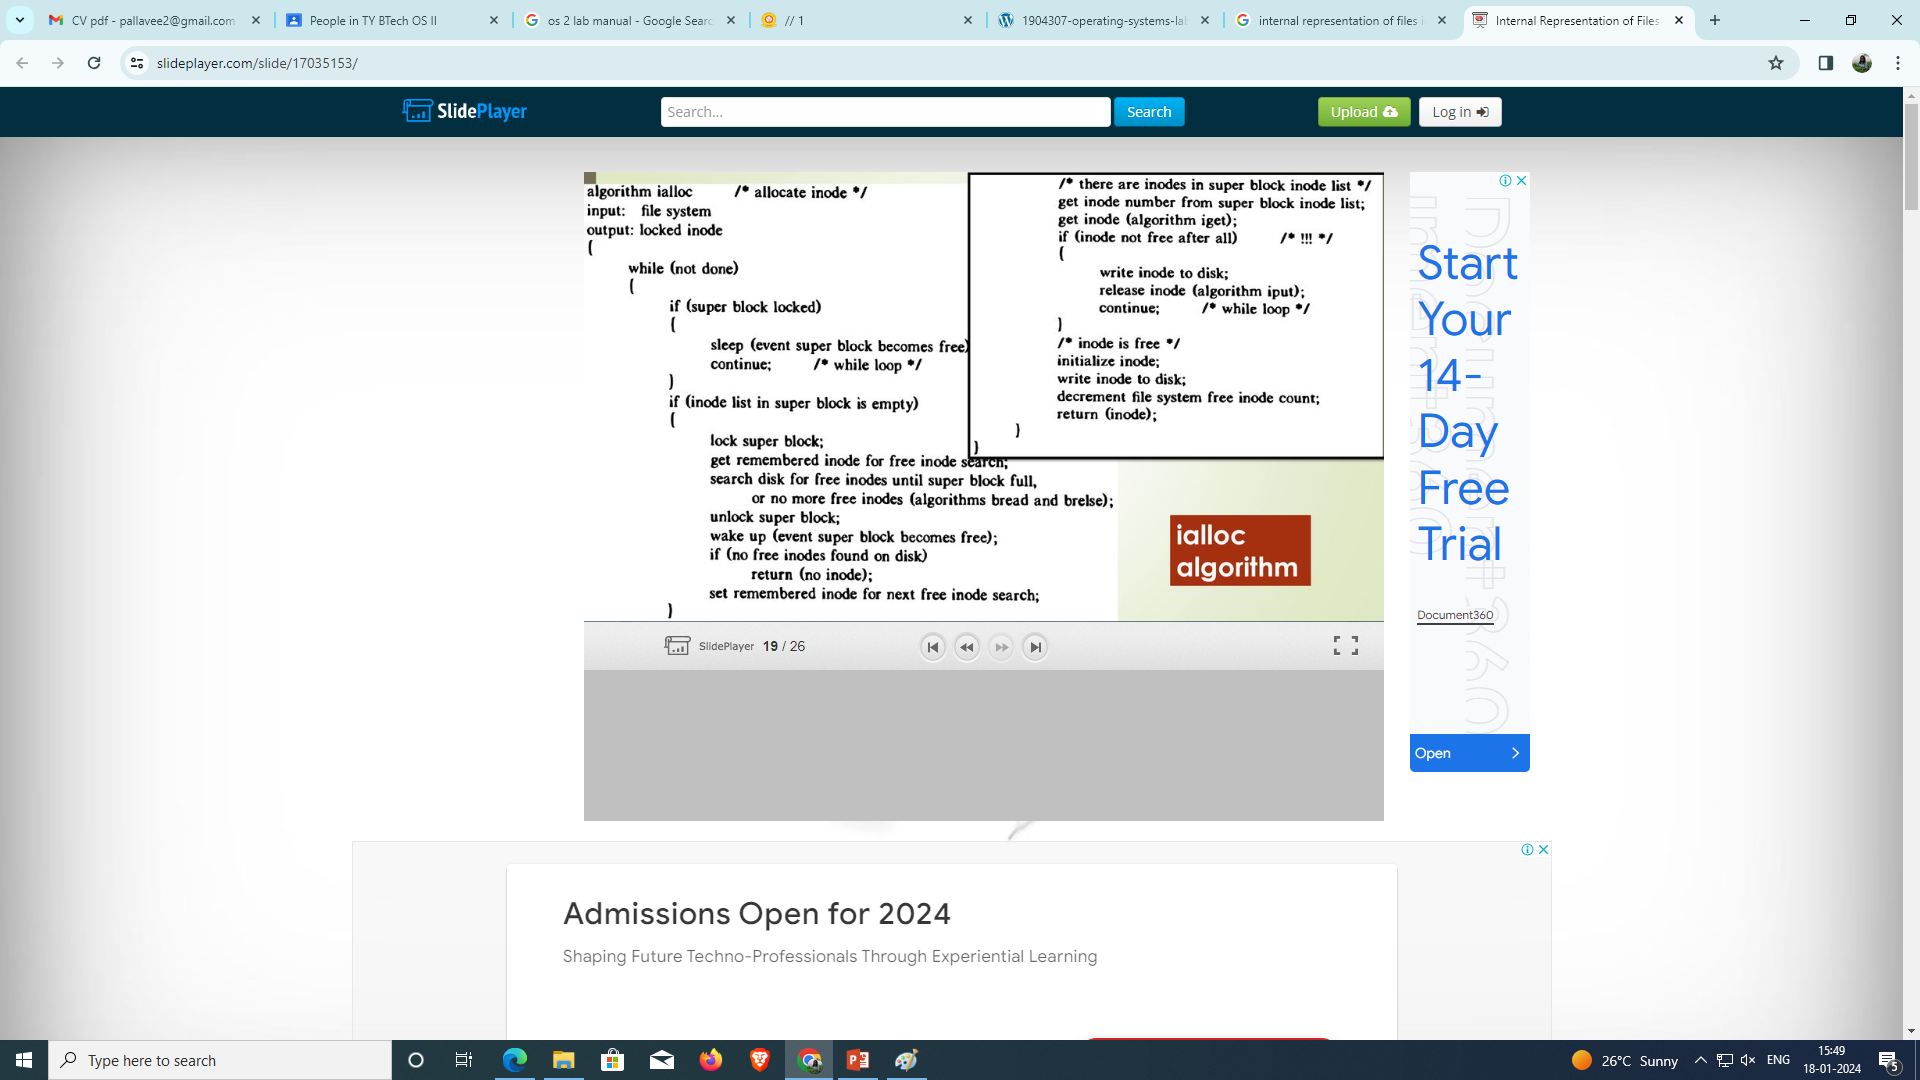 CV pdf - pallavee2@gmail.com
People in TY BTech OS II
os 2 lab manual - Google Searc
// 1
1904307-operating-systems-la
internal representation of files i
Internal Representation of Files
slideplayer.com/slide/17035153/
SlidePlayer
Search...
Search
Upload
Log in
algorithm ialloc /* allocate inode */
input: file system
output: locked inode
{
while (not done)
{
if (super block locked)
{
sleep (event super block becomes free)
continue; /* while loop */
}
if (inode list in super block is empty)
{
lock super block;
get remembered inode for free inode search;
search disk for free inodes until super block full,
or no more free inodes (algorithms bread and brelse);
unlock super block;
wake up (event super block becomes free);
if (no free inodes found on disk)
return (no inode);
set remembered inode for next free inode search;
}
/* there are inodes in super block inode list */
get inode number from super block inode list;
get inode (algorithm iget);
if (inode not free after all) /* !!! */
{
write inode to disk;
release inode (algorithm iput);
continue; /* while loop */
}
/* inode is free */
initialize inode;
write inode to disk;
decrement file system free inode count;
return (inode);
}
}
ialloc
algorithm
SlidePlayer 19 / 26
Start
Your
14-
Day
Free
Trial
Document360
Open
Admissions Open for 2024
Shaping Future Techno-Professionals Through Experiential Learning
Type here to search
26°C Sunny
ENG
15:49
18-01-2024
5